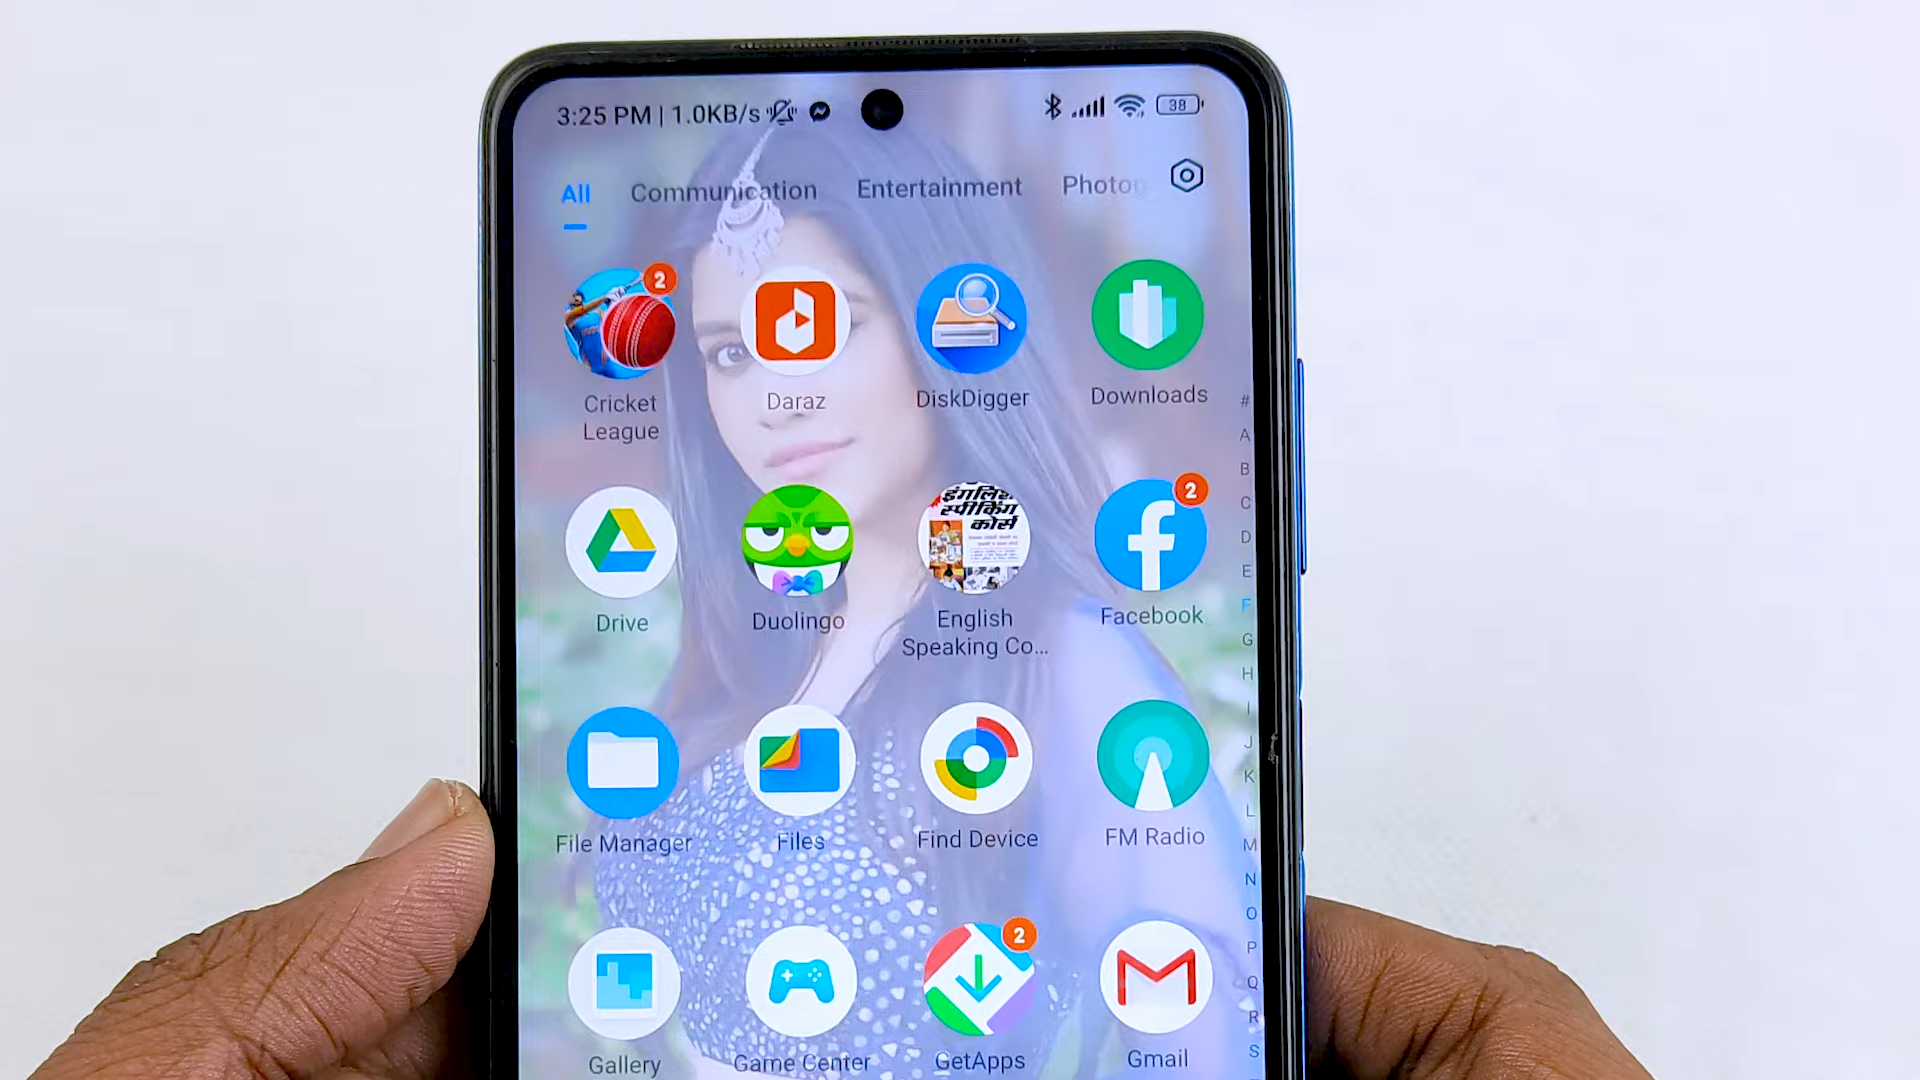 3:25 PM | 1.0KB/s
38
All Communication Entertainment Photog
2
Cricket
League
Daraz
DiskDigger
Downloads
इंगलिश
स्पीकिंग
कोर्स
2
Drive
Duolingo
English
Speaking Co...
Facebook
File Manager
Files
Find Device
FM Radio
2
Gallery
Game Center
GetApps
Gmail
#
A
B
C
D
E
F
G
H
I
J
K
L
M
N
O
P
Q
R
S